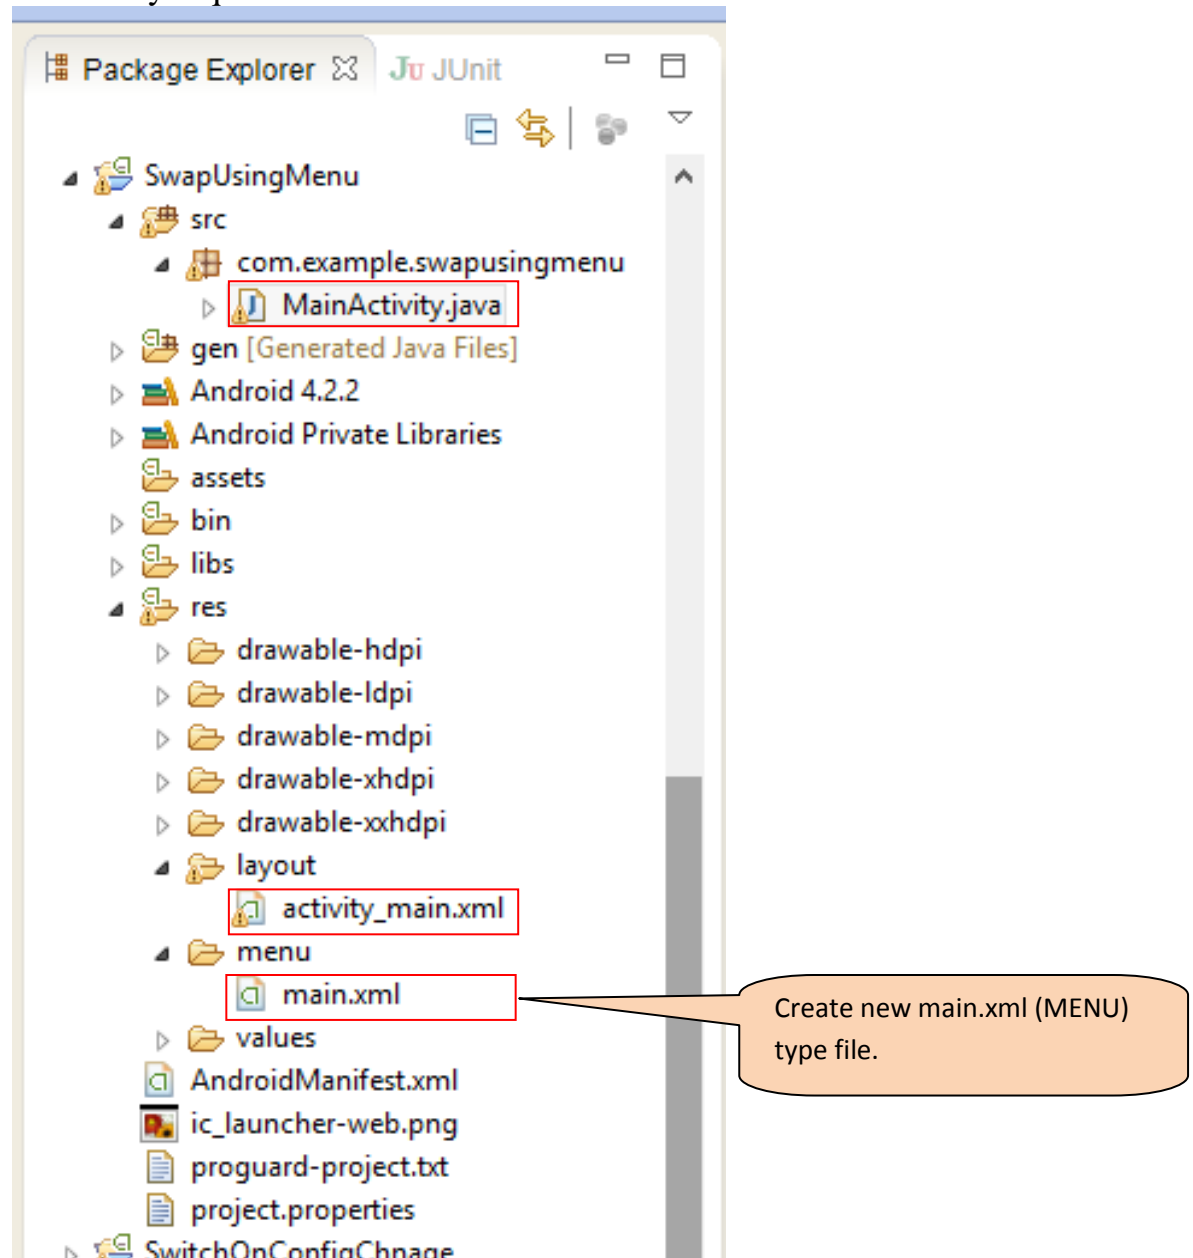 Package Explorer
JU JUnit
SwapUsingMenu
src
com.example.swapusingmenu
MainActivity.java
gen [Generated Java Files]
Android 4.2.2
Android Private Libraries
assets
bin
libs
res
drawable-hdpi
drawable-ldpi
drawable-mdpi
drawable-xhdpi
drawable-xxhdpi
layout
activity_main.xml
menu
main.xml
Create new main.xml (MENU)
type file.
values
AndroidManifest.xml
ic_launcher-web.png
proguard-project.txt
project.properties
SwitchOnConfigChnage